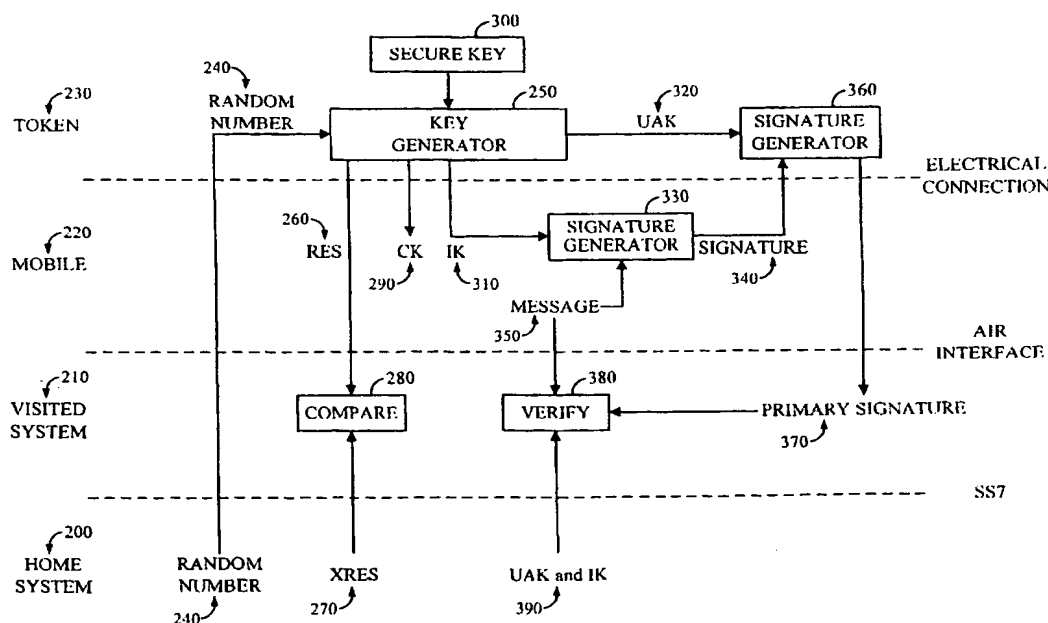 300
SECURE KEY
240
230
RANDOM
NUMBER
TOKEN
250
KEY
GENERATOR
320
UAK
360
SIGNATURE
GENERATOR
ELECTRICAL
CONNECTION
220
MOBILE
260
RES
CK
290
IK
310
330
SIGNATURE
GENERATOR
SIGNATURE
340
MESSAGE
350
AIR
INTERFACE
210
VISITED
SYSTEM
280
COMPARE
380
VERIFY
PRIMARY SIGNATURE
370
SS7
200
HOME
SYSTEM
RANDOM
NUMBER
240
XRES
270
UAK and IK
390